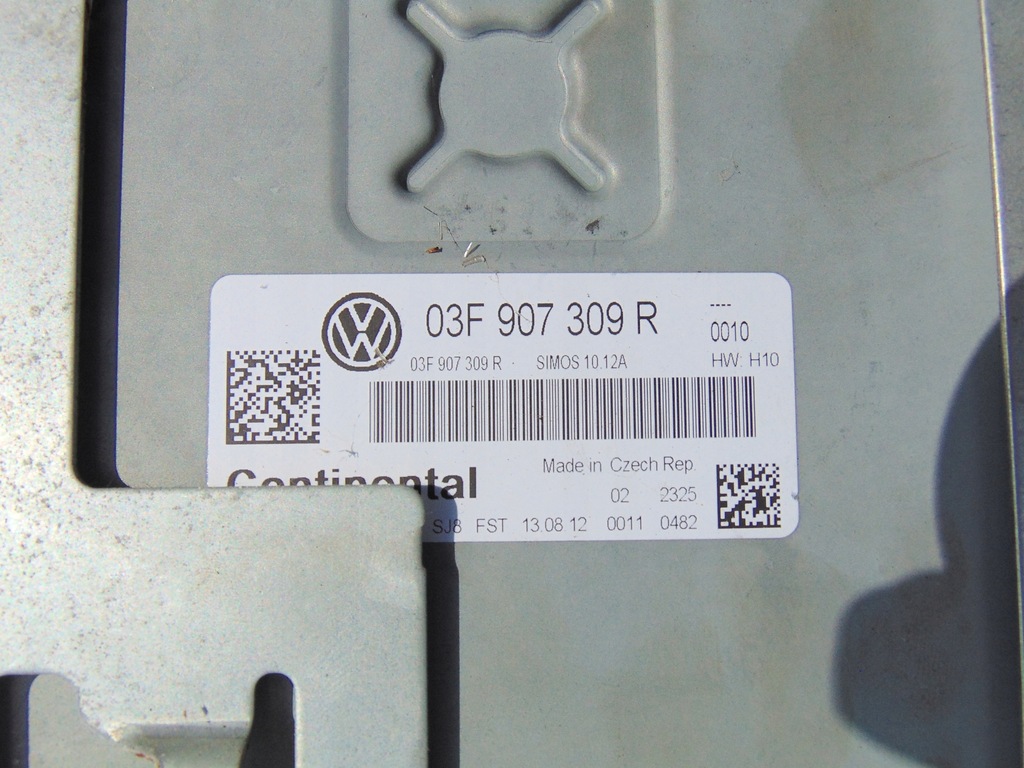 03F 907 309 R
----
0010
03F 907 309 R SIMOS 10.12A HW: H10
Continental
Made in Czech Rep.
02 2325
SJ8 FST 13.08.12 0011 0482